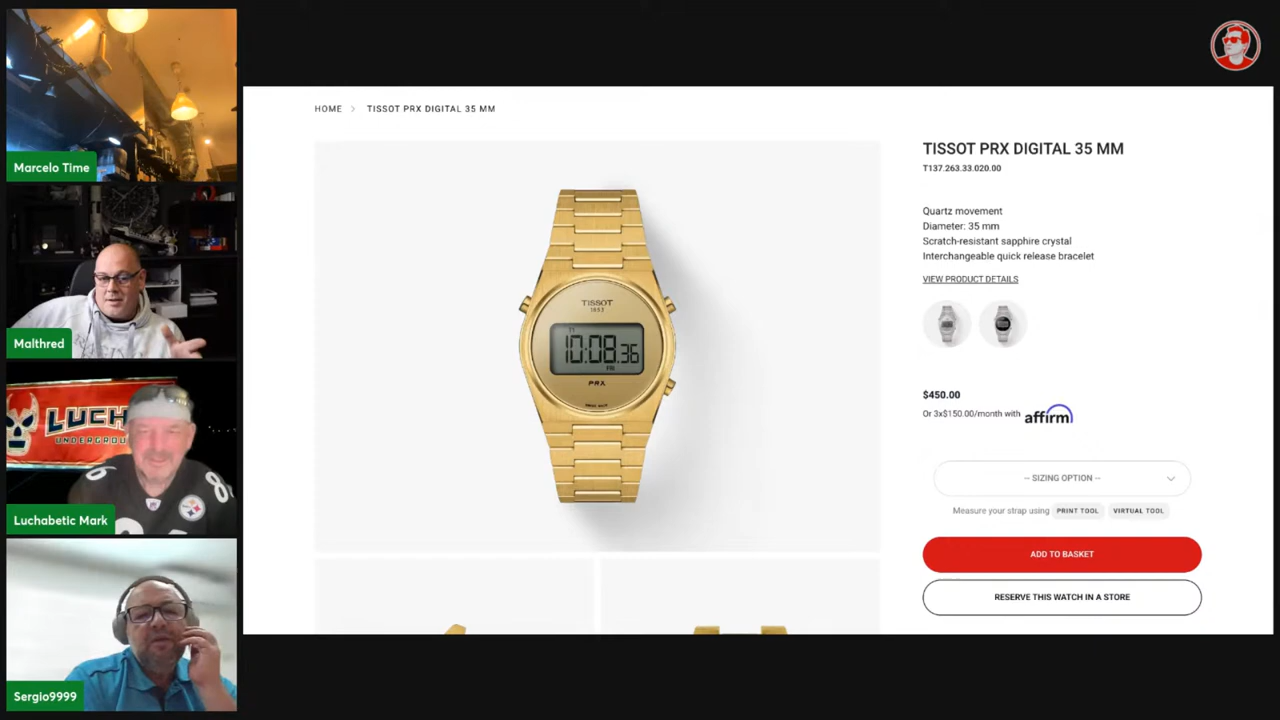 Marcelo Time
Malthred
LUCH
UNDERGROU
Luchabetic Mark
Sergio9999
HOME > TISSOT PRX DIGITAL 35 MM
TISSOT
1853
10:08:36
FRI
PRX
TISSOT PRX DIGITAL 35 MM
T137.263.33.020.00
Quartz movement
Diameter: 35 mm
Scratch-resistant sapphire crystal
Interchangeable quick release bracelet
VIEW PRODUCT DETAILS
$450.00
Or 3x$150.00/month with affirm
-- SIZING OPTION --
Measure your strap using PRINT TOOL VIRTUAL TOOL
ADD TO BASKET
RESERVE THIS WATCH IN A STORE